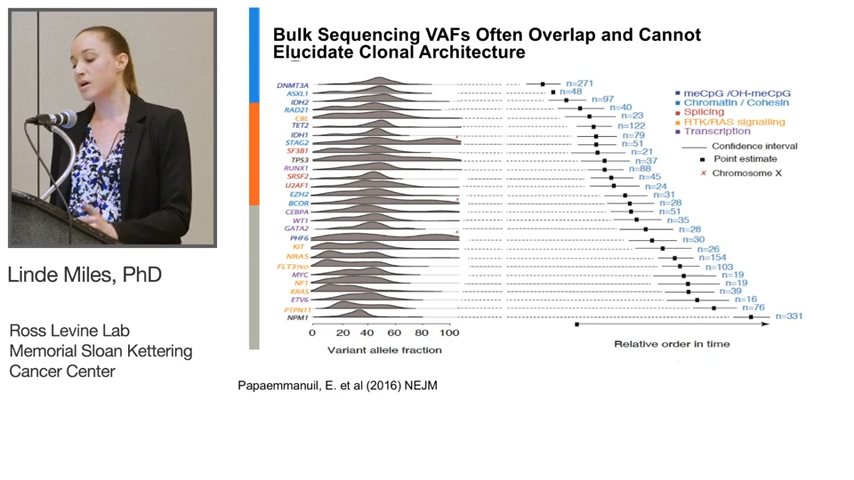 Bulk Sequencing VAFs Often Overlap and Cannot
Elucidate Clonal Architecture
DNMT3A
ASXL1
IDH2
RAD21
CBL
TET2
IDH1
STAG2
SF3B1
TP53
RUNX1
SRSF2
U2AF1
EZH2
BCOR
CEBPA
WT1
GATA2
PHF6
KIT
NRAS
FLT3
MYC
NF1
KRAS
ETV6
PTPN11
NPM1
0 20 40 60 80 100
Variant allele fraction
n=271
n=48
n=97
n=40
n=23
n=122
n=79
n=51
n=21
n=37
n=88
n=45
n=24
n=31
n=28
n=51
n=35
n=28
n=30
n=26
n=154
n=103
n=19
n=19
n=39
n=16
n=76
n=331
Relative order in time
meCpG /OH-meCpG
Chromatin / Cohesin
Splicing
RTK/RAS signalling
Transcription
Confidence interval
Point estimate
x Chromosome X
Papaemmanuil, E. et al (2016) NEJM
Linde Miles, PhD
Ross Levine Lab
Memorial Sloan Kettering
Cancer Center